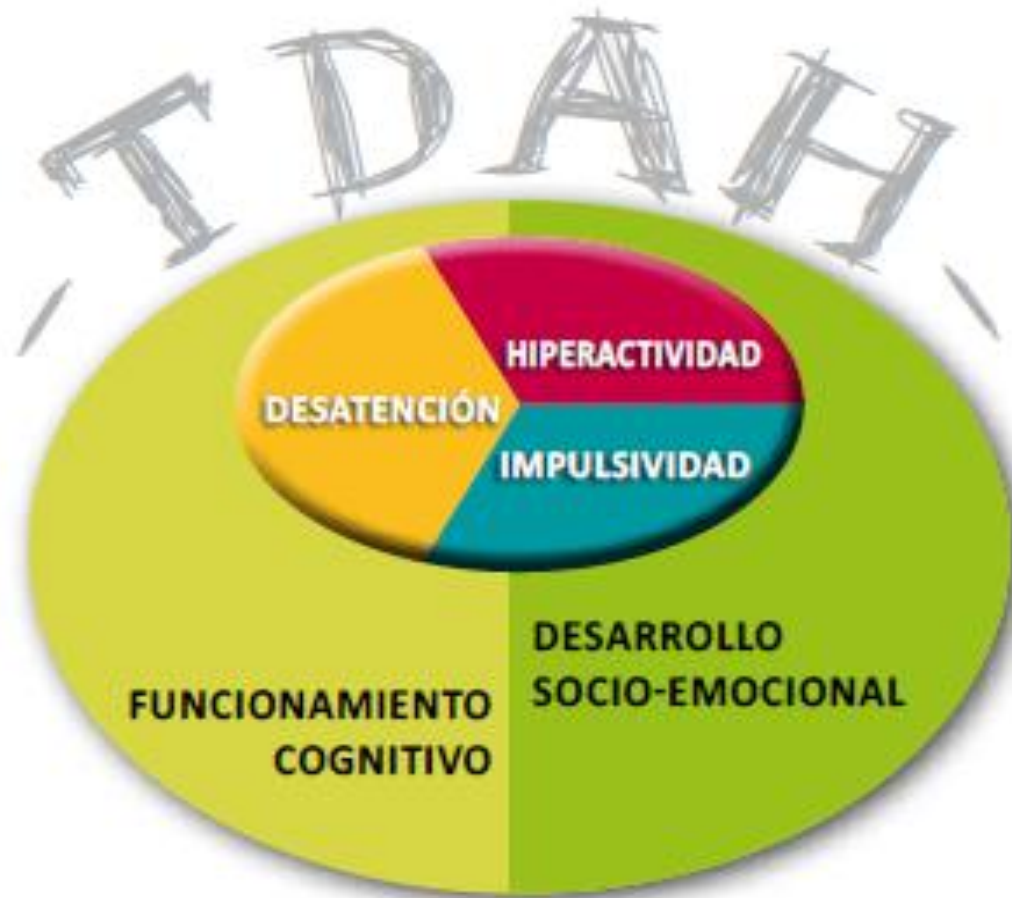 TDAH
HIPERACTIVIDAD
DESATENCIÓN
IMPULSIVIDAD
DESARROLLO
SOCIO-EMOCIONAL
FUNCIONAMIENTO
COGNITIVO